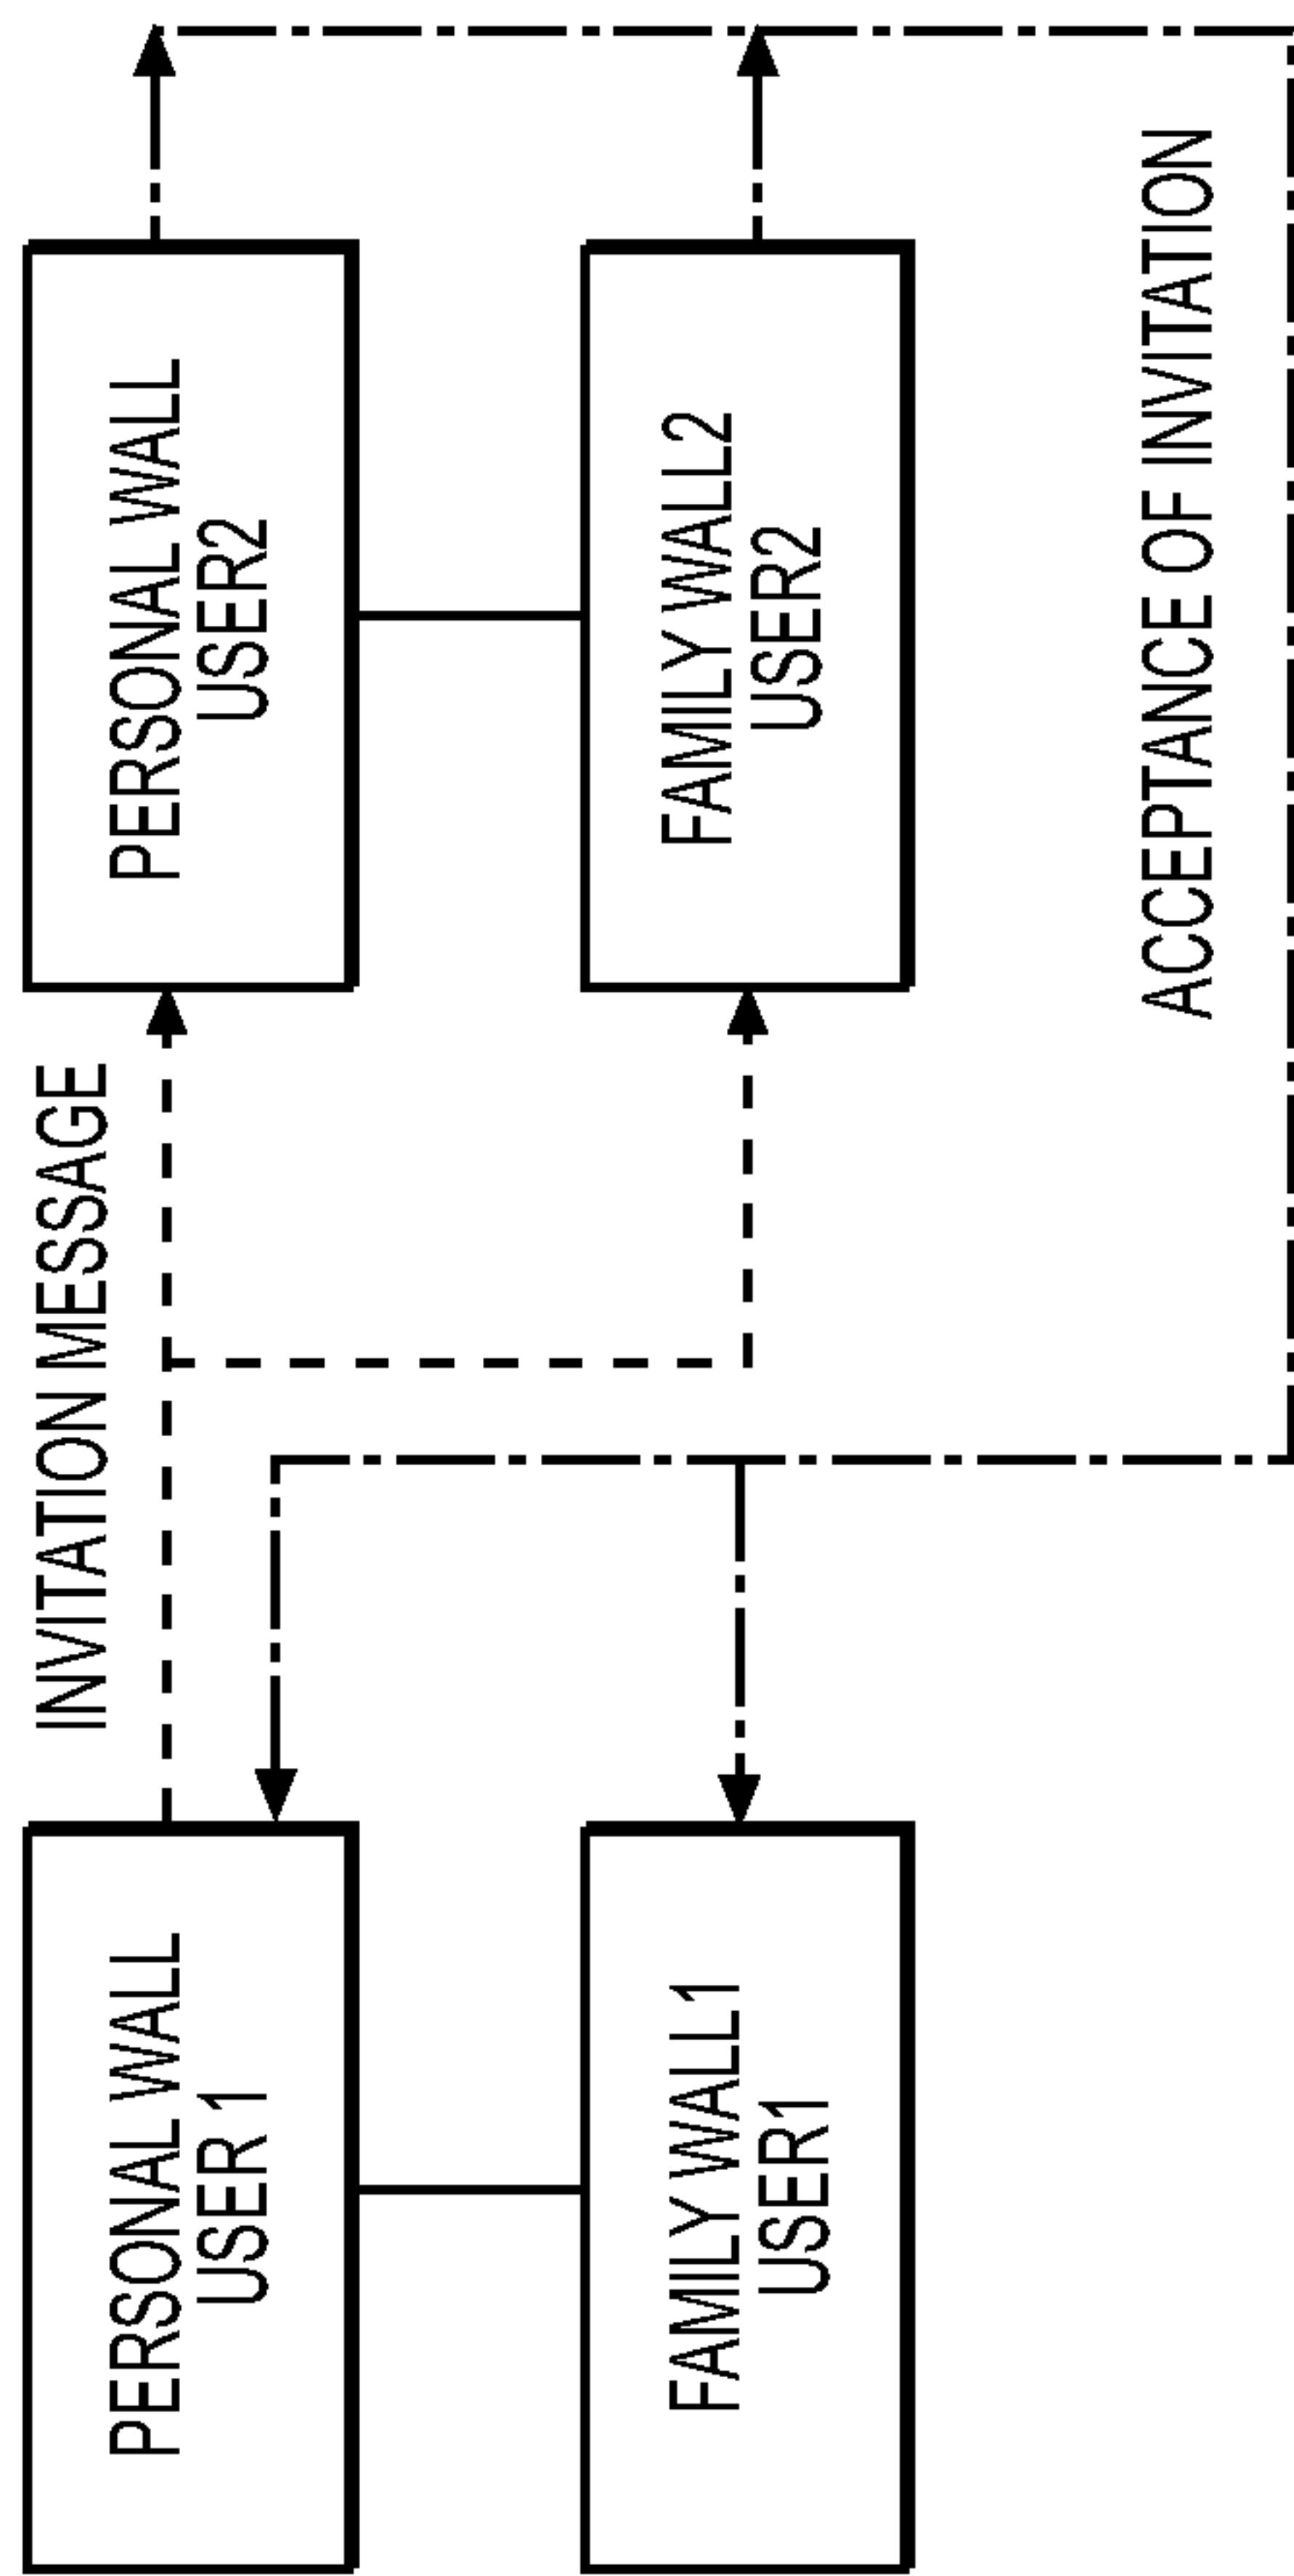 INVITATION MESSAGE
PERSONAL WALL
USER 1
PERSONAL WALL
USER2
FAMILY WALL1
USER1
FAMILY WALL2
USER2
ACCEPTANCE OF INVITATION